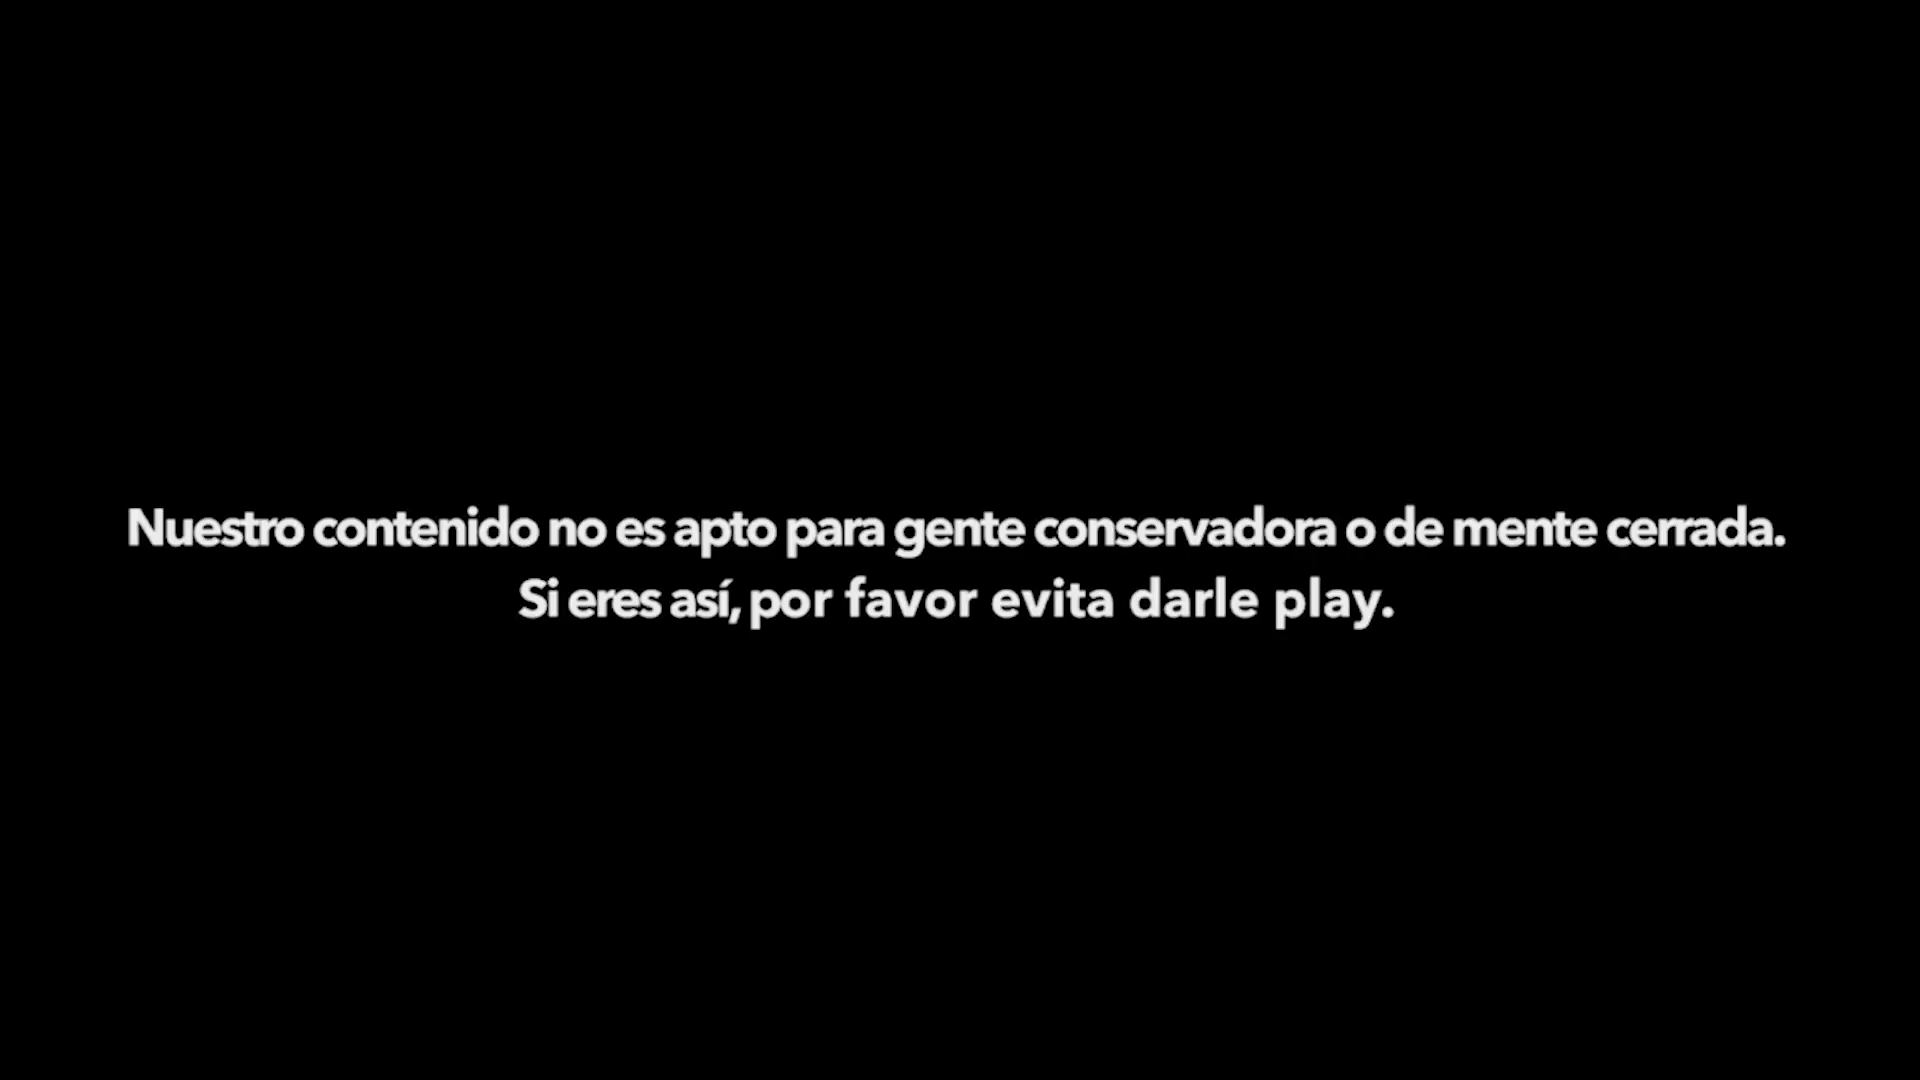 Nuestro contenido no es apto para gente conservadora o de mente cerrada.
Si eres así, por favor evita darle play.